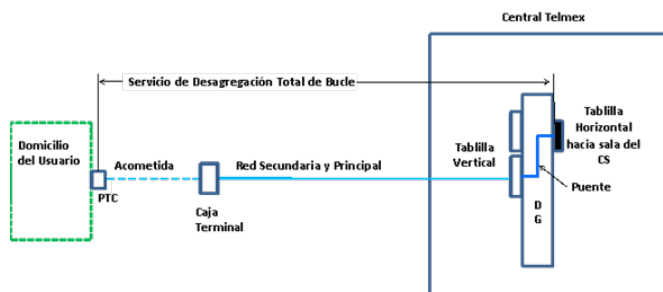 Central Telmex
Servicio de Desagregación Total de Bucle
Domicilio
del Usuario
Acometida
PTC
Caja
Terminal
Red Secundaria y Principal
Tablilla
Vertical
Tablilla
Horizontal
hacia sala del
CS
Puente
D
G